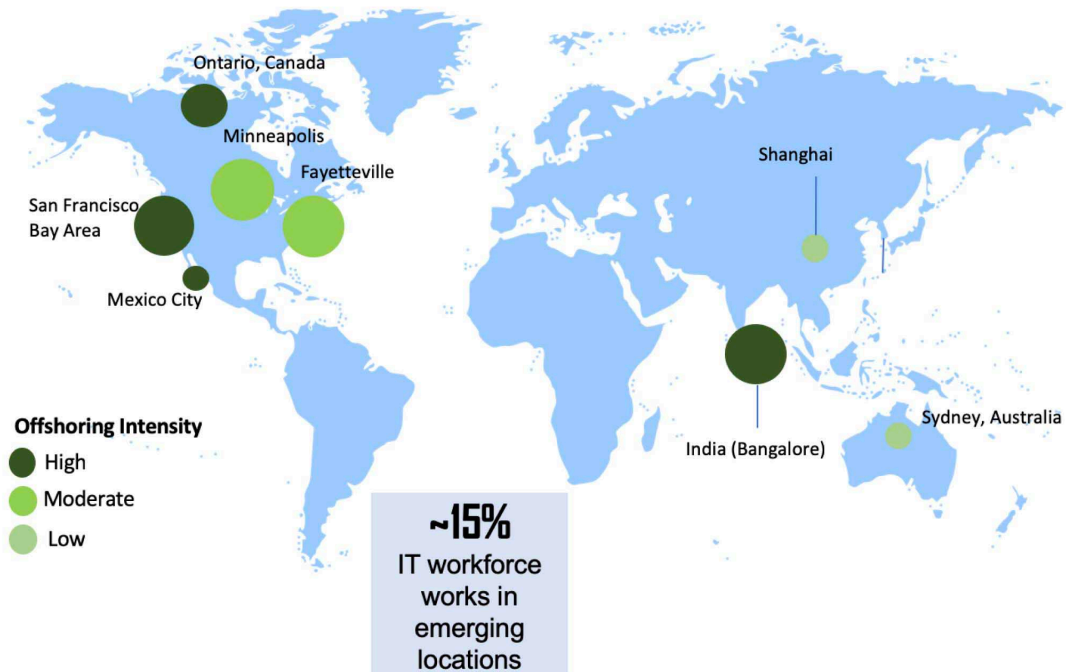 Ontario, Canada
Minneapolis
Fayetteville
San Francisco
Bay Area
Mexico City
Shanghai
India (Bangalore)
Sydney, Australia
Offshoring Intensity
High
Moderate
Low
~15%
IT workforce
works in
emerging
locations